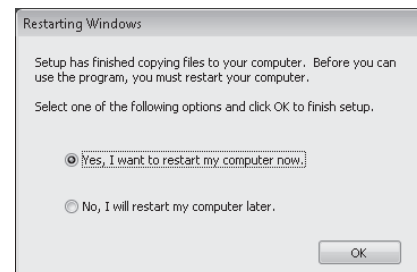 Restarting Windows
Setup has finished copying files to your computer.  Before you can
use the program, you must restart your computer.
Select one of the following options and click OK to finish setup.
Yes, I want to restart my computer now.
No, I will restart my computer later.
OK